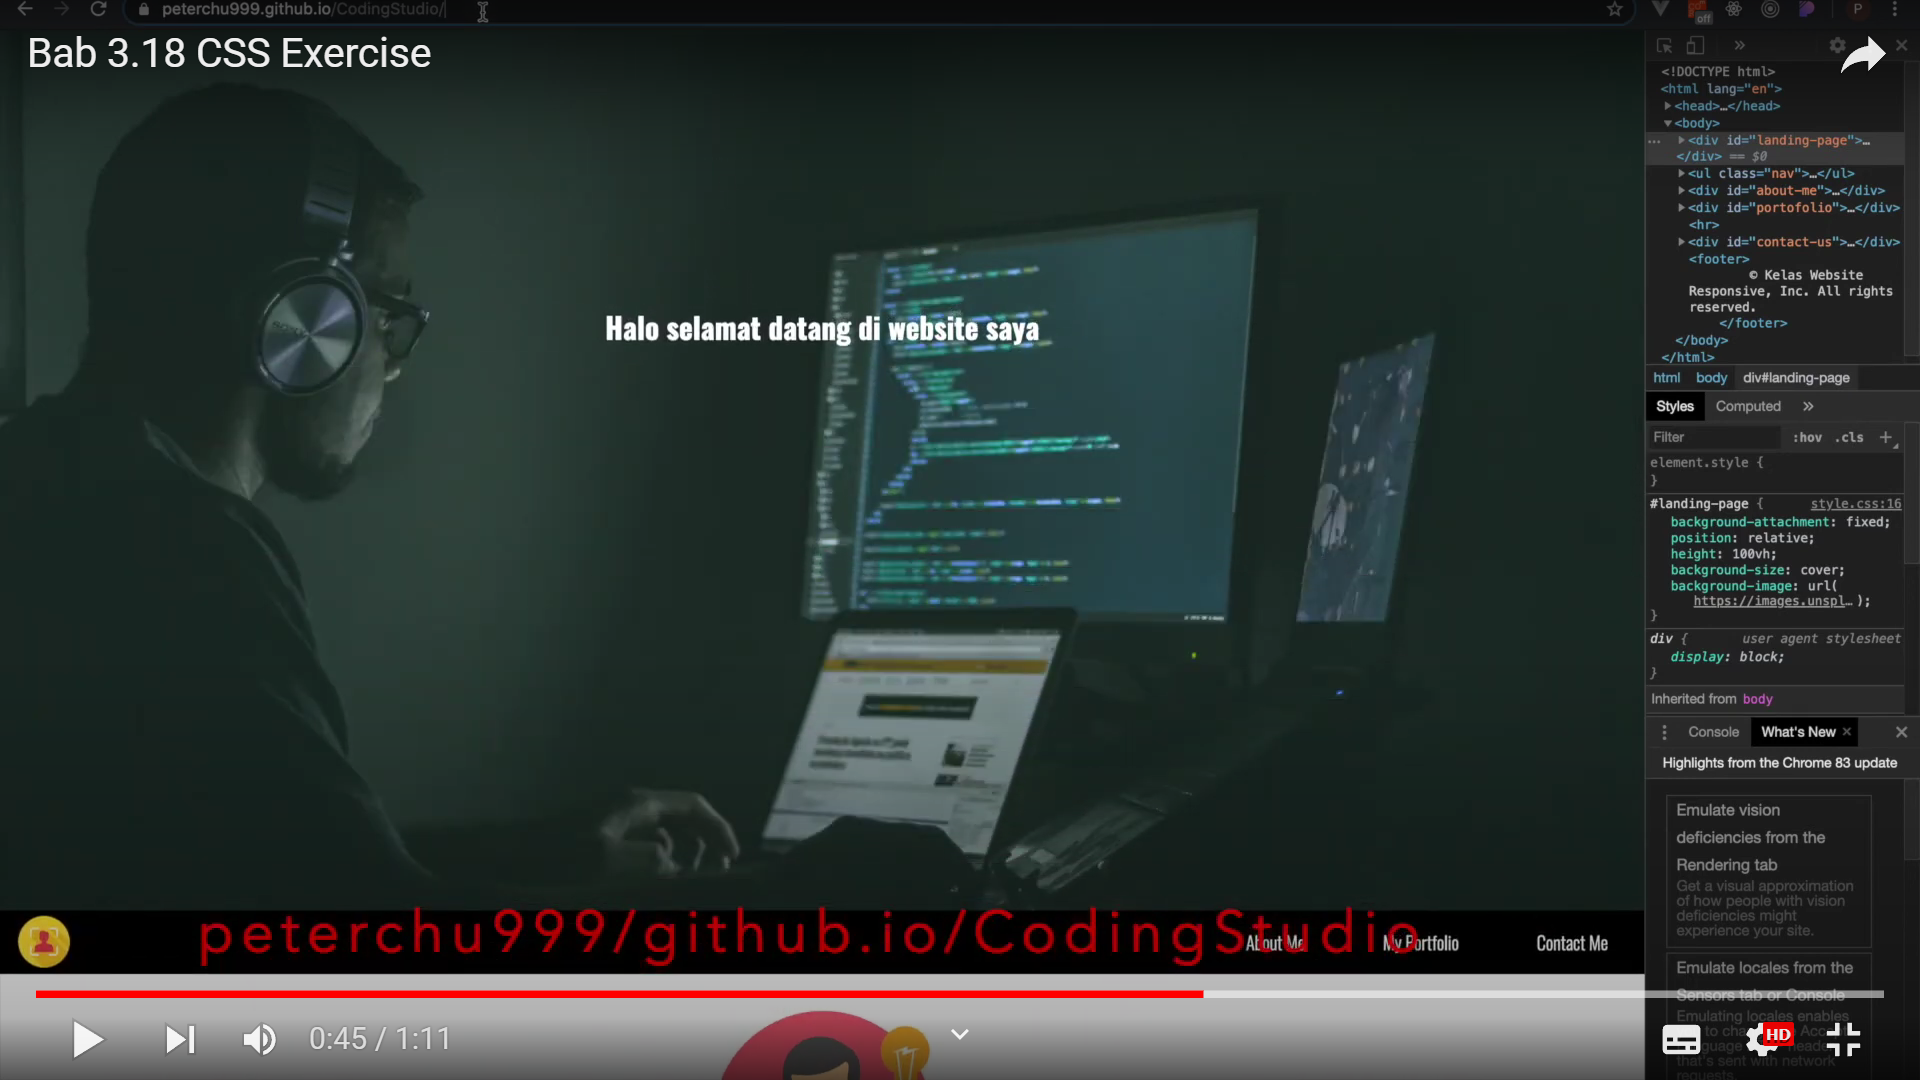 peterchu999.github.io/CodingStudio/
off
P
Bab 3.18 CSS Exercise
Halo selamat datang di website saya
peterchu999/github.io/CodingStudio
About Me
My Portfolio
Contact Me
0:45 / 1:11
HD
<!DOCTYPE html>
<html lang="en">
<head>…</head>
<body>
… <div id="landing-page">…
</div> == $0
<ul class="nav">…</ul>
<div id="about-me">…</div>
<div id="portofolio">…</div>
<hr>
<div id="contact-us">…</div>
<footer>
© Kelas Website
Responsive, Inc. All rights
reserved.
</footer>
</body>
</html>
html body div#landing-page
Styles Computed »
Filter :hov .cls +
element.style {
}
#landing-page { style.css:16
background-attachment: fixed;
position: relative;
height: 100vh;
background-size: cover;
background-image: url(
https://images.unspl… );
}
div { user agent stylesheet
display: block;
}
Inherited from body
Console What's New ×
Highlights from the Chrome 83 update
Emulate vision
deficiencies from the
Rendering tab
Get a visual approximation
of how people with vision
deficiencies might
experience your site.
Emulate locales from the
Sensors tab or Console
Emulating locales enables
that's sent with network
requests.